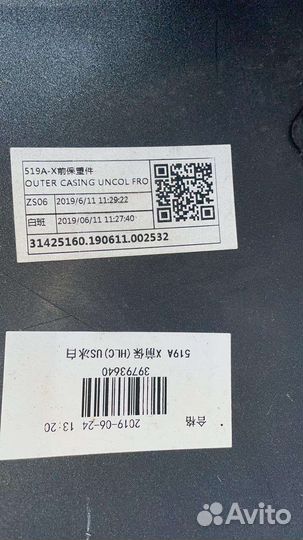 519A-X前保塑件
OUTER CASING UNCOL FRO
ZS06 2019/6/11 11:29:22
白班 2019/06/11 11:27:40
31425160.190611.002532
519A X前保(HLC)US冰白
39793640
2019-06-24 13:20
合格
Avito